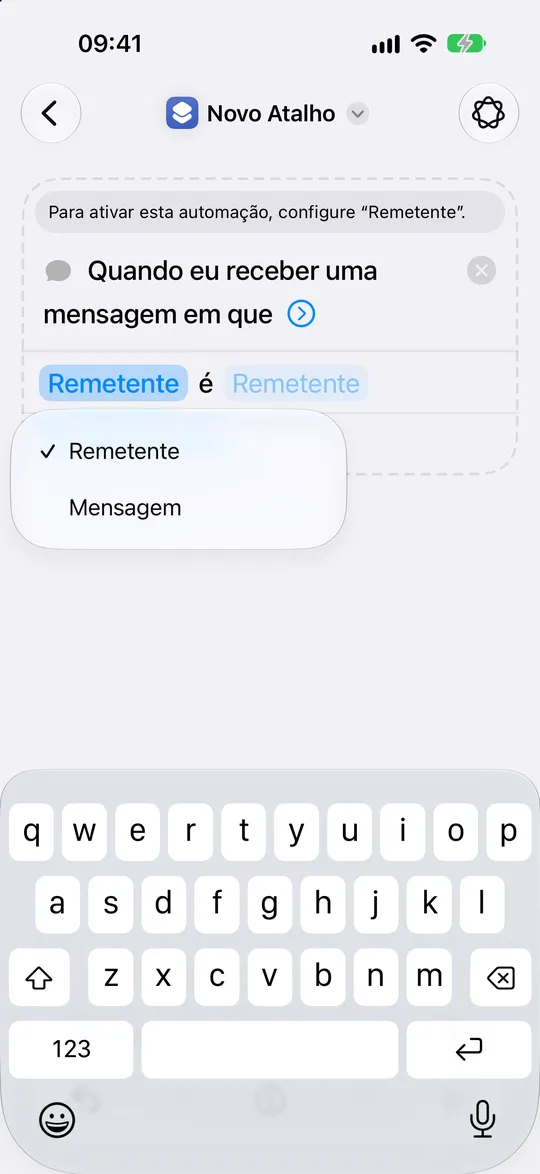 09:41
Novo Atalho
Para ativar esta automação, configure “Remetente”.
Quando eu receber uma
mensagem em que
Remetente é Remetente
Remetente
Mensagem
q w e r t y u i o p
a s d f g h j k l
z x c v b n m
123